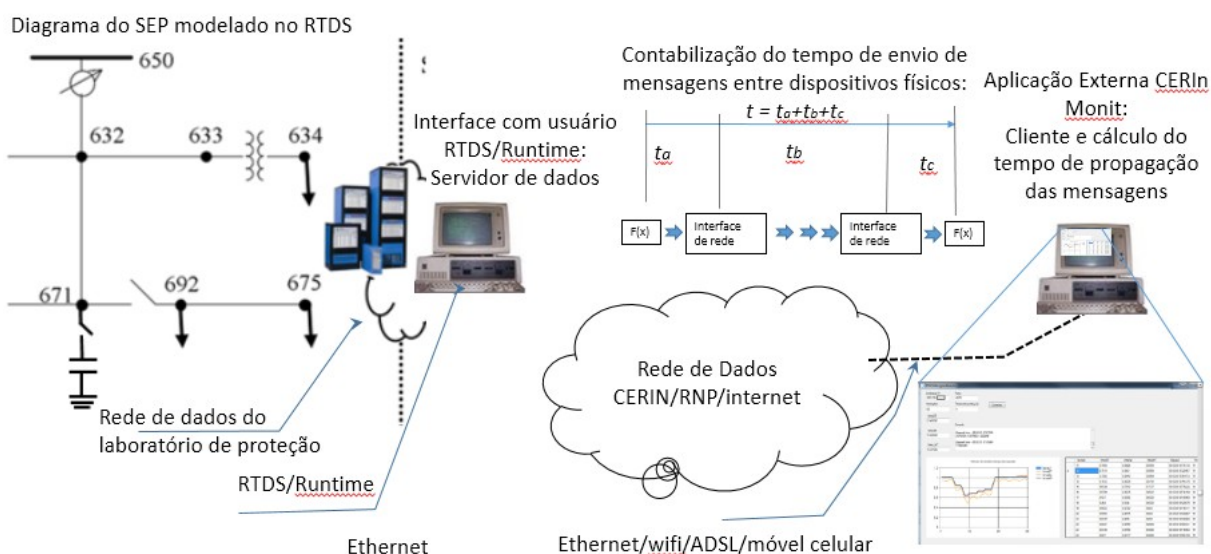 Diagrama do SEP modelado no RTDS
650
632
633
634
671
692
675
Rede de dados do
laboratório de proteção
RTDS/Runtime
Ethernet
Interface com usuário
RTDS/Runtime:
Servidor de dados
Contabilização do tempo de envio de
mensagens entre dispositivos físicos:
t = ta+tb+tc
ta
tb
tc
F(x)
Interface
de rede
Interface
de rede
F(x)
Aplicação Externa CERIn
Monit:
Cliente e cálculo do
tempo de propagação
das mensagens
Rede de Dados
CERIN/RNP/internet
Ethernet/wifi/ADSL/móvel celular